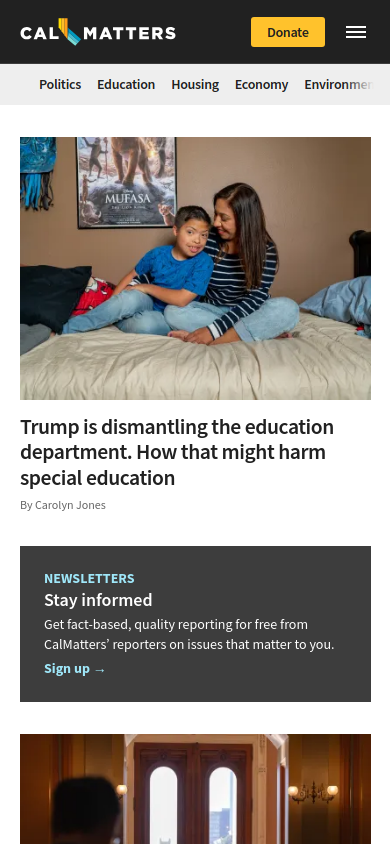 CAL MATTERS
Donate
Politics Education Housing Economy
MUFASA
Trump is dismantling the education
department. How that might harm
special education
By Carolyn Jones
NEWSLETTERS
Stay informed
Get fact-based, quality reporting for free from
CalMatters’ reporters on issues that matter to you.
Sign up →